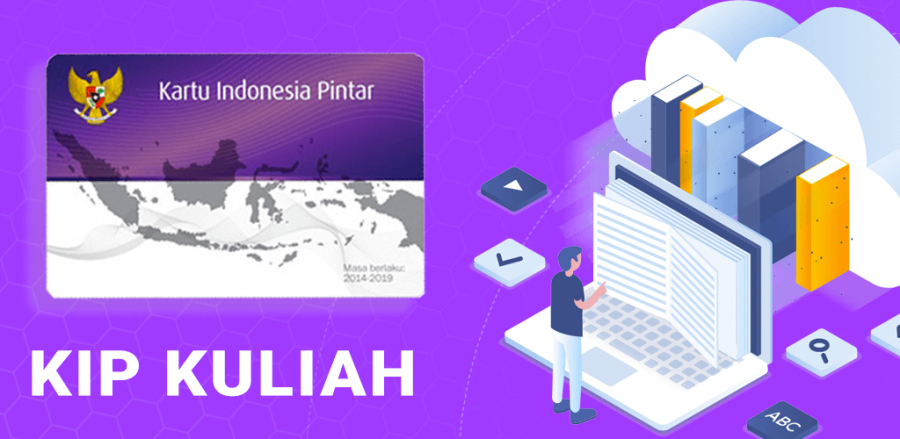 Kartu Indonesia Pintar
Masa berlaku:
2014-2019
KIP KULIAH
ABC